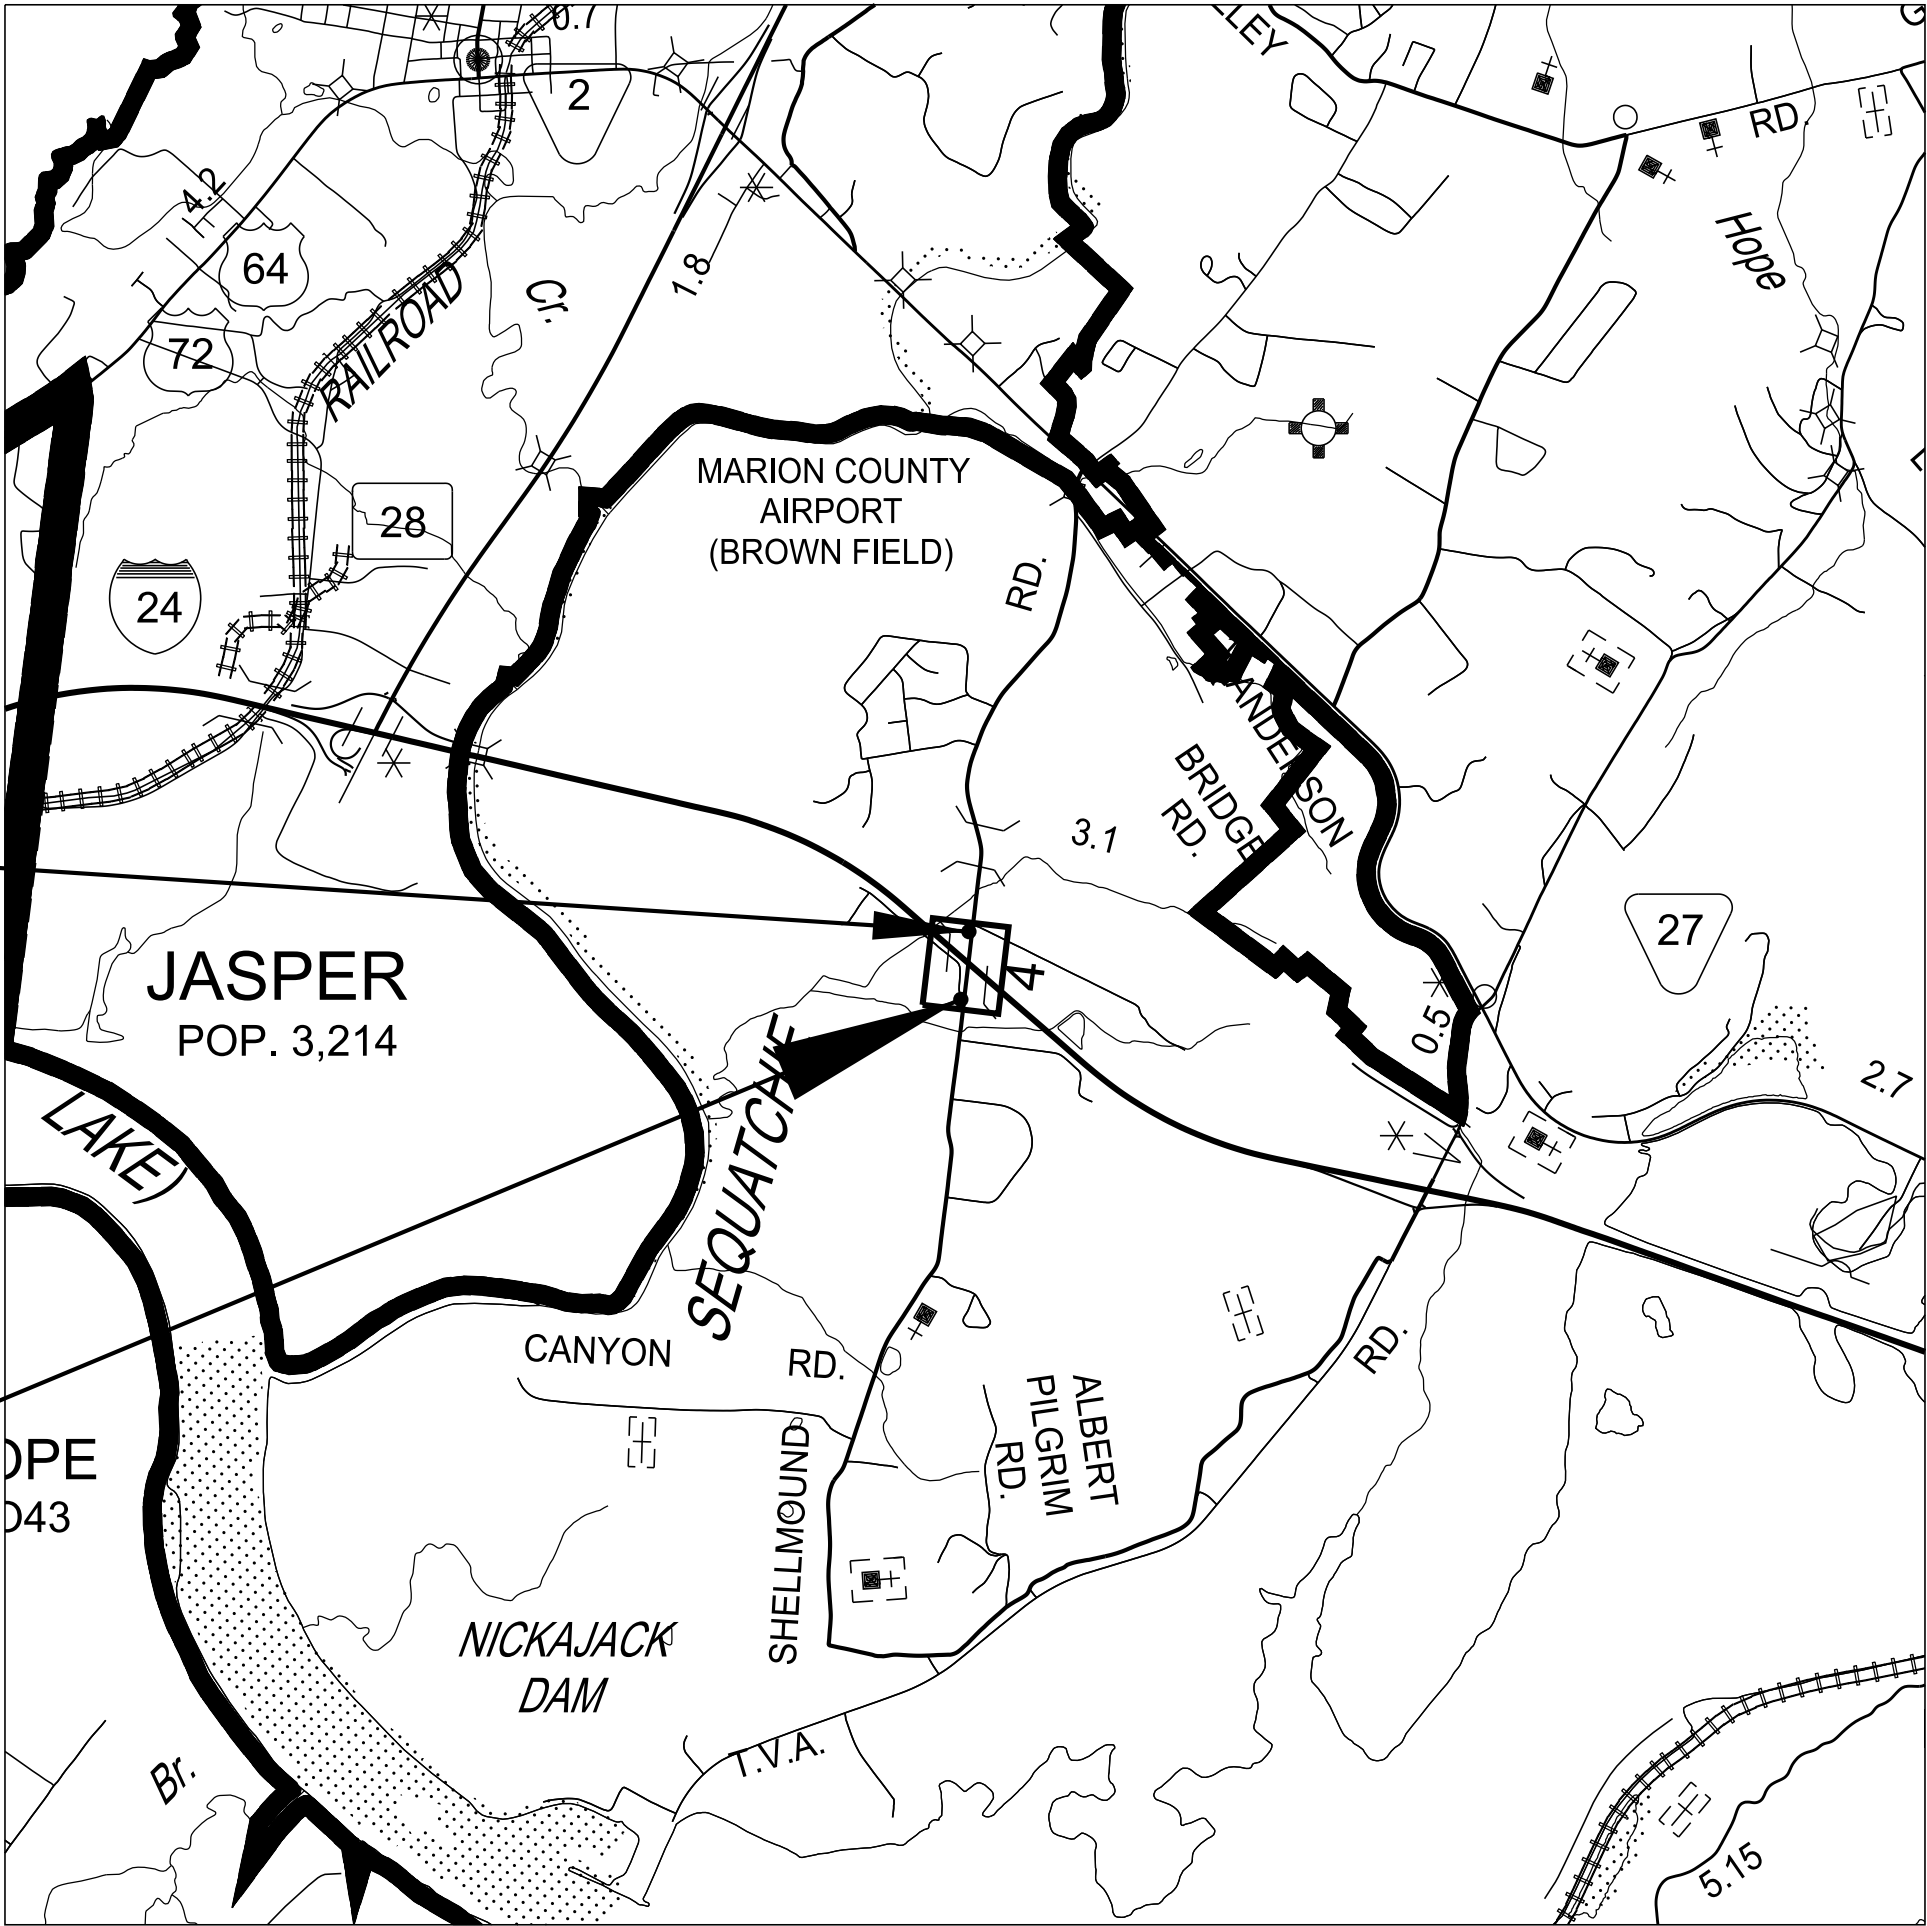 0.7
2
4.2
64
72
RAILROAD
Cr.
1.8
LLEY
RD.
Hope
MARION COUNTY
AIRPORT
(BROWN FIELD)
28
24
RD.
ANDERSON
BRIDGE
RD.
3.1
27
4
0.5
2.7
JASPER
POP. 3,214
LAKE)
SEQUATCHIE
CANYON RD.
RD.
ALBERT
PILGRIM
RD.
SHELLMOUND
OPE
043
NICKAJACK
DAM
T.V.A.
Br.
5.15